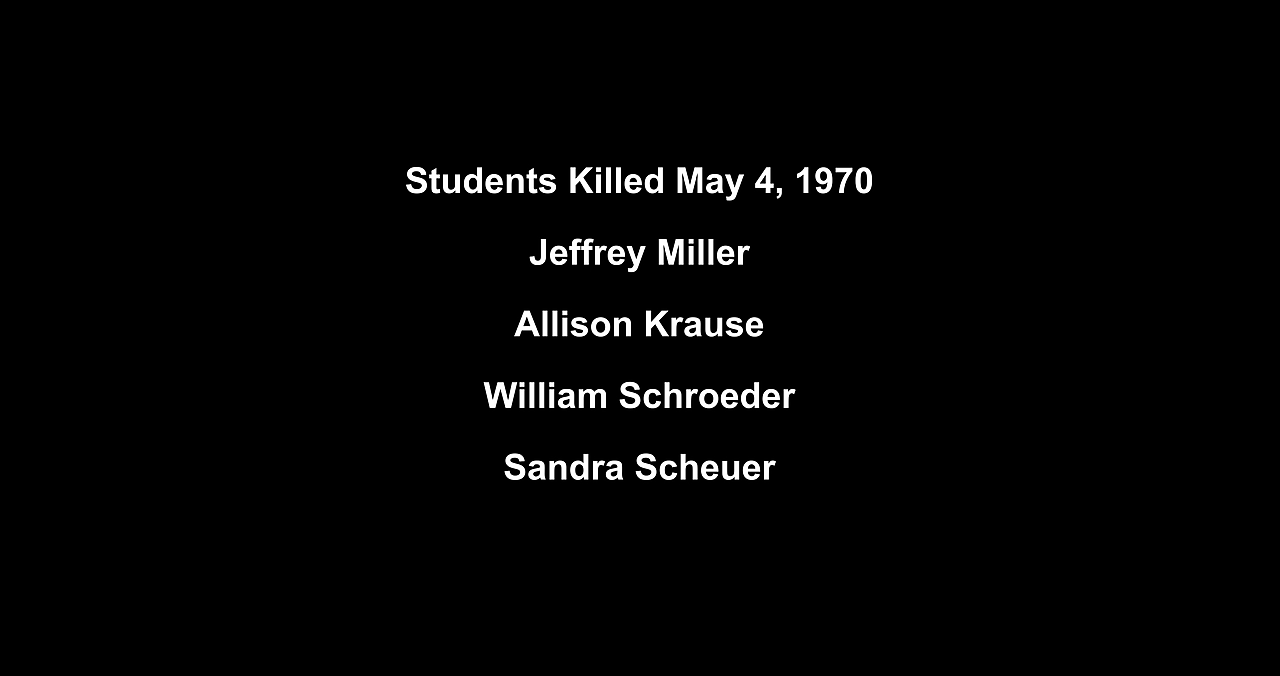 Students Killed May 4, 1970
Jeffrey Miller
Allison Krause
William Schroeder
Sandra Scheuer